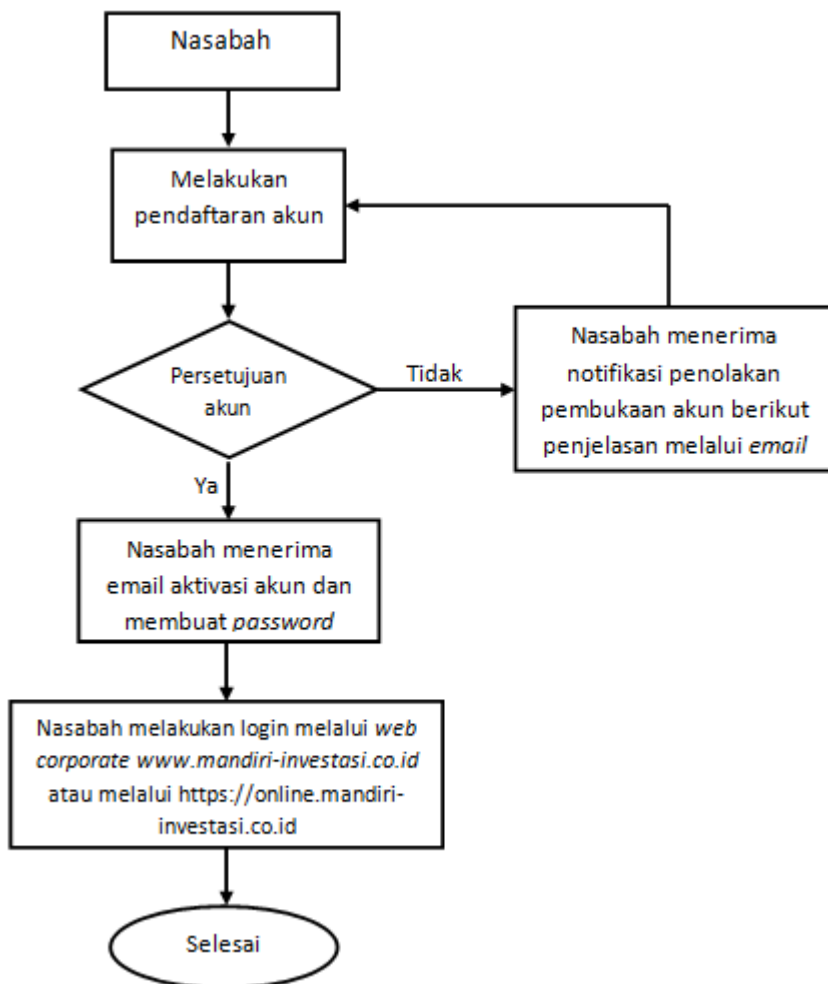 Nasabah
Melakukan
pendaftaran akun
Persetujuan
akun
Tidak
Nasabah menerima
notifikasi penolakan
pembukaan akun berikut
penjelasan melalui email
Ya
Nasabah menerima
email aktivasi akun dan
membuat password
Nasabah melakukan login melalui web
corporate www.mandiri-investasi.co.id
atau melalui https://online.mandiri-
investasi.co.id
Selesai